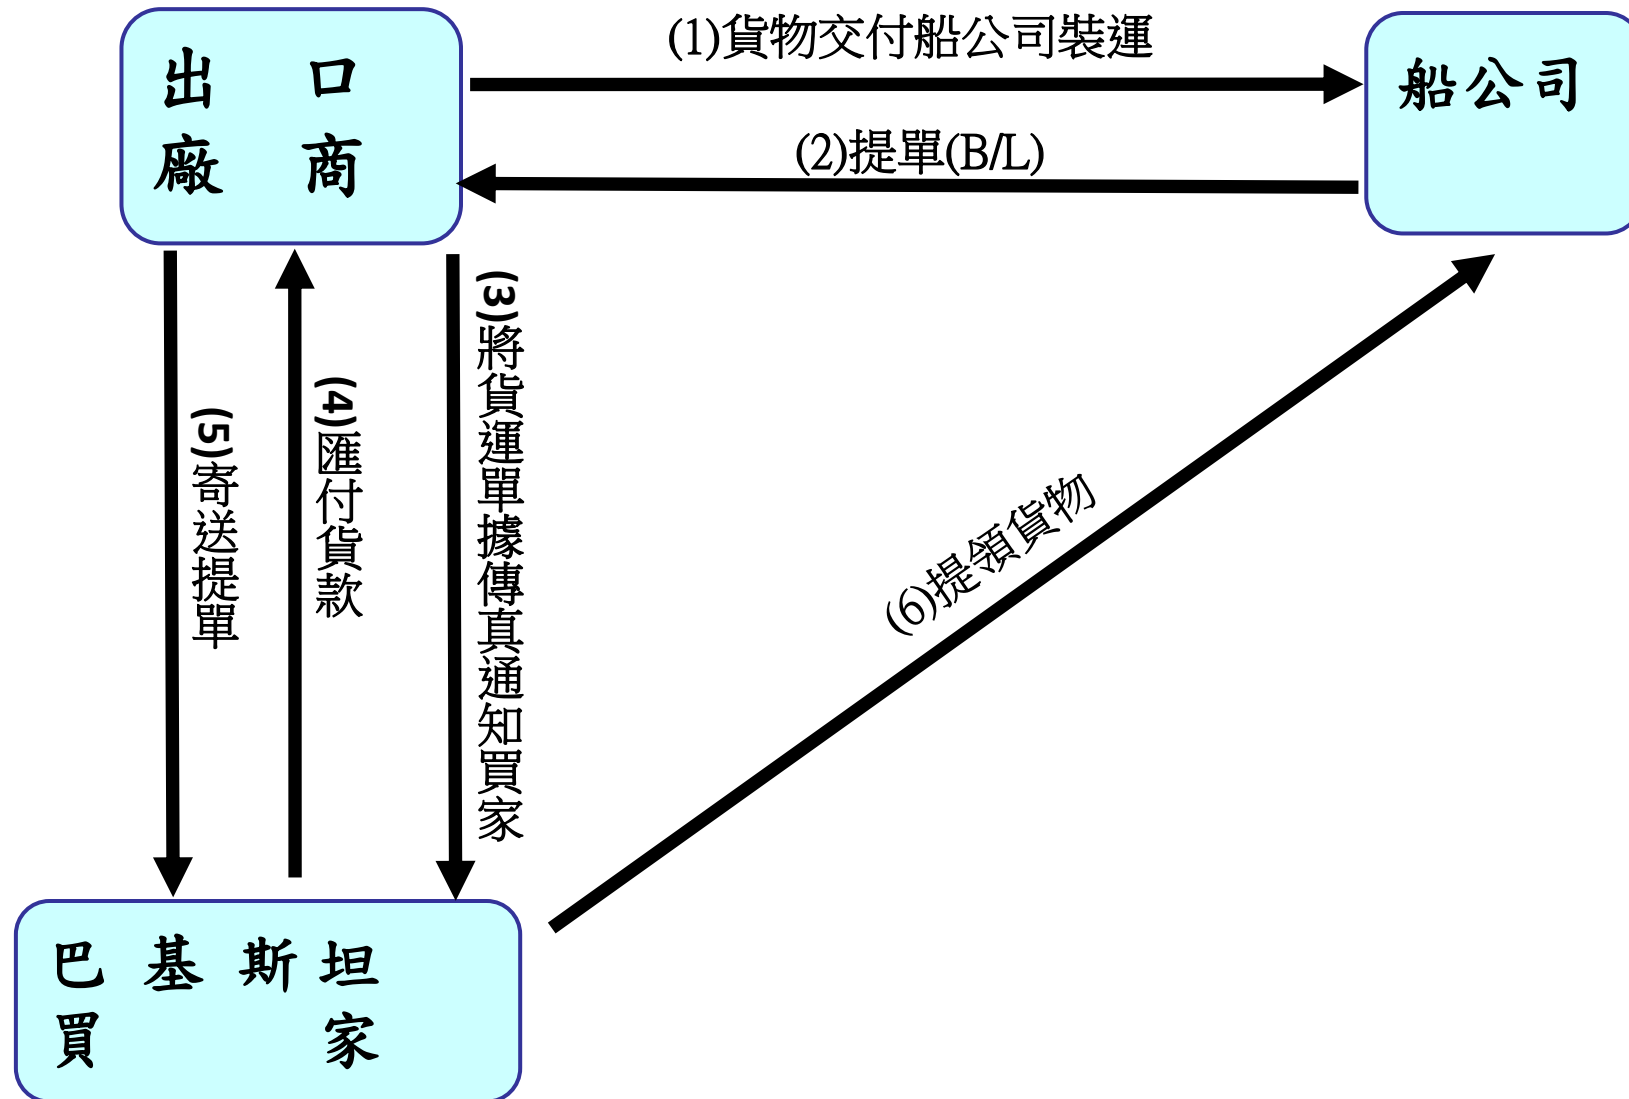 出口
廠商
(1)貨物交付船公司裝運
船公司
(2)提單(B/L)
(3)將貨運單據傳真通知買家
(4)匯付貨款
(5)寄送提單
(6)提領貨物
巴基斯坦
買家